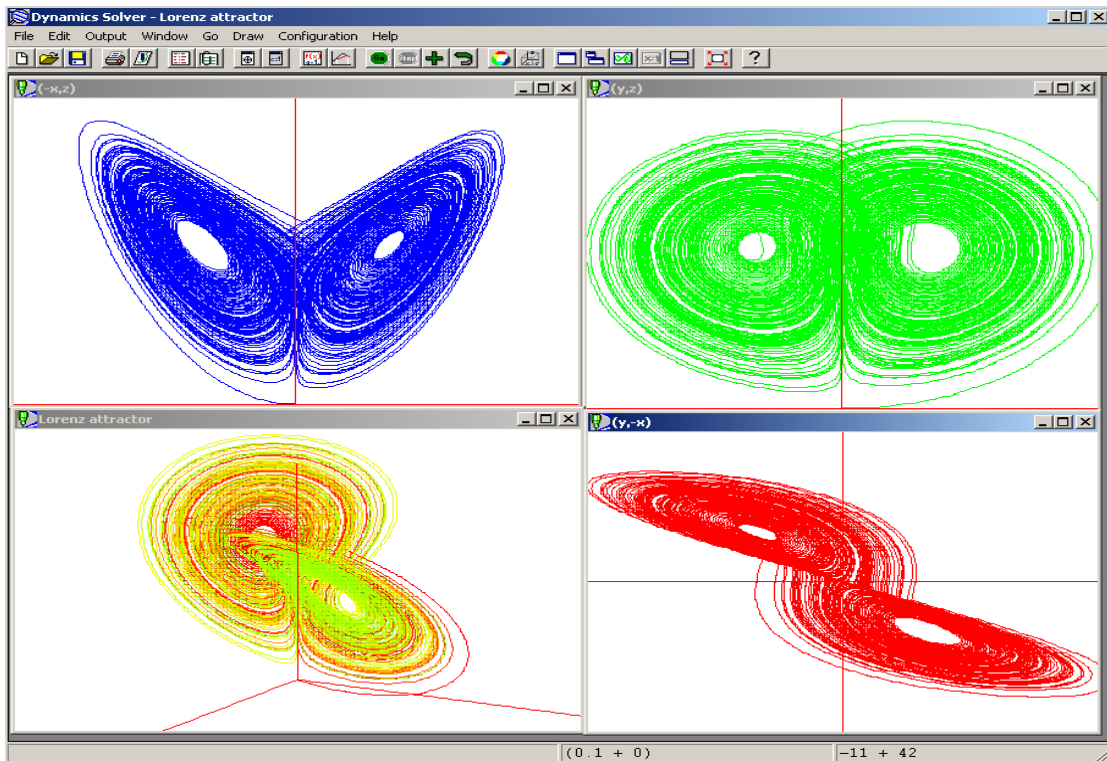 Dynamics Solver - Lorenz attractor
File Edit Output Window Go Draw Configuration Help
(-x,z)
(y,z)
Lorenz attractor
(y,-x)
(0.1 + 0)
-11 + 42